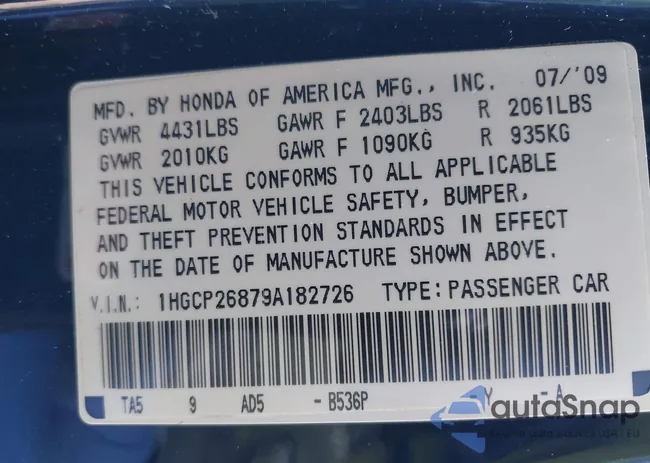 MFD. BY HONDA OF AMERICA MFG., INC. 07/'09
GVWR 4431LBS GAWR F 2403LBS R 2061LBS
GVWR 2010KG GAWR F 1090KG R 935KG
THIS VEHICLE CONFORMS TO ALL APPLICABLE
FEDERAL MOTOR VEHICLE SAFETY, BUMPER,
AND THEFT PREVENTION STANDARDS IN EFFECT
ON THE DATE OF MANUFACTURE SHOWN ABOVE.
V.I.N.: 1HGCP26879A182726 TYPE: PASSENGER CAR
TA5 9 AD5 - B536P Y - A
autoSnap